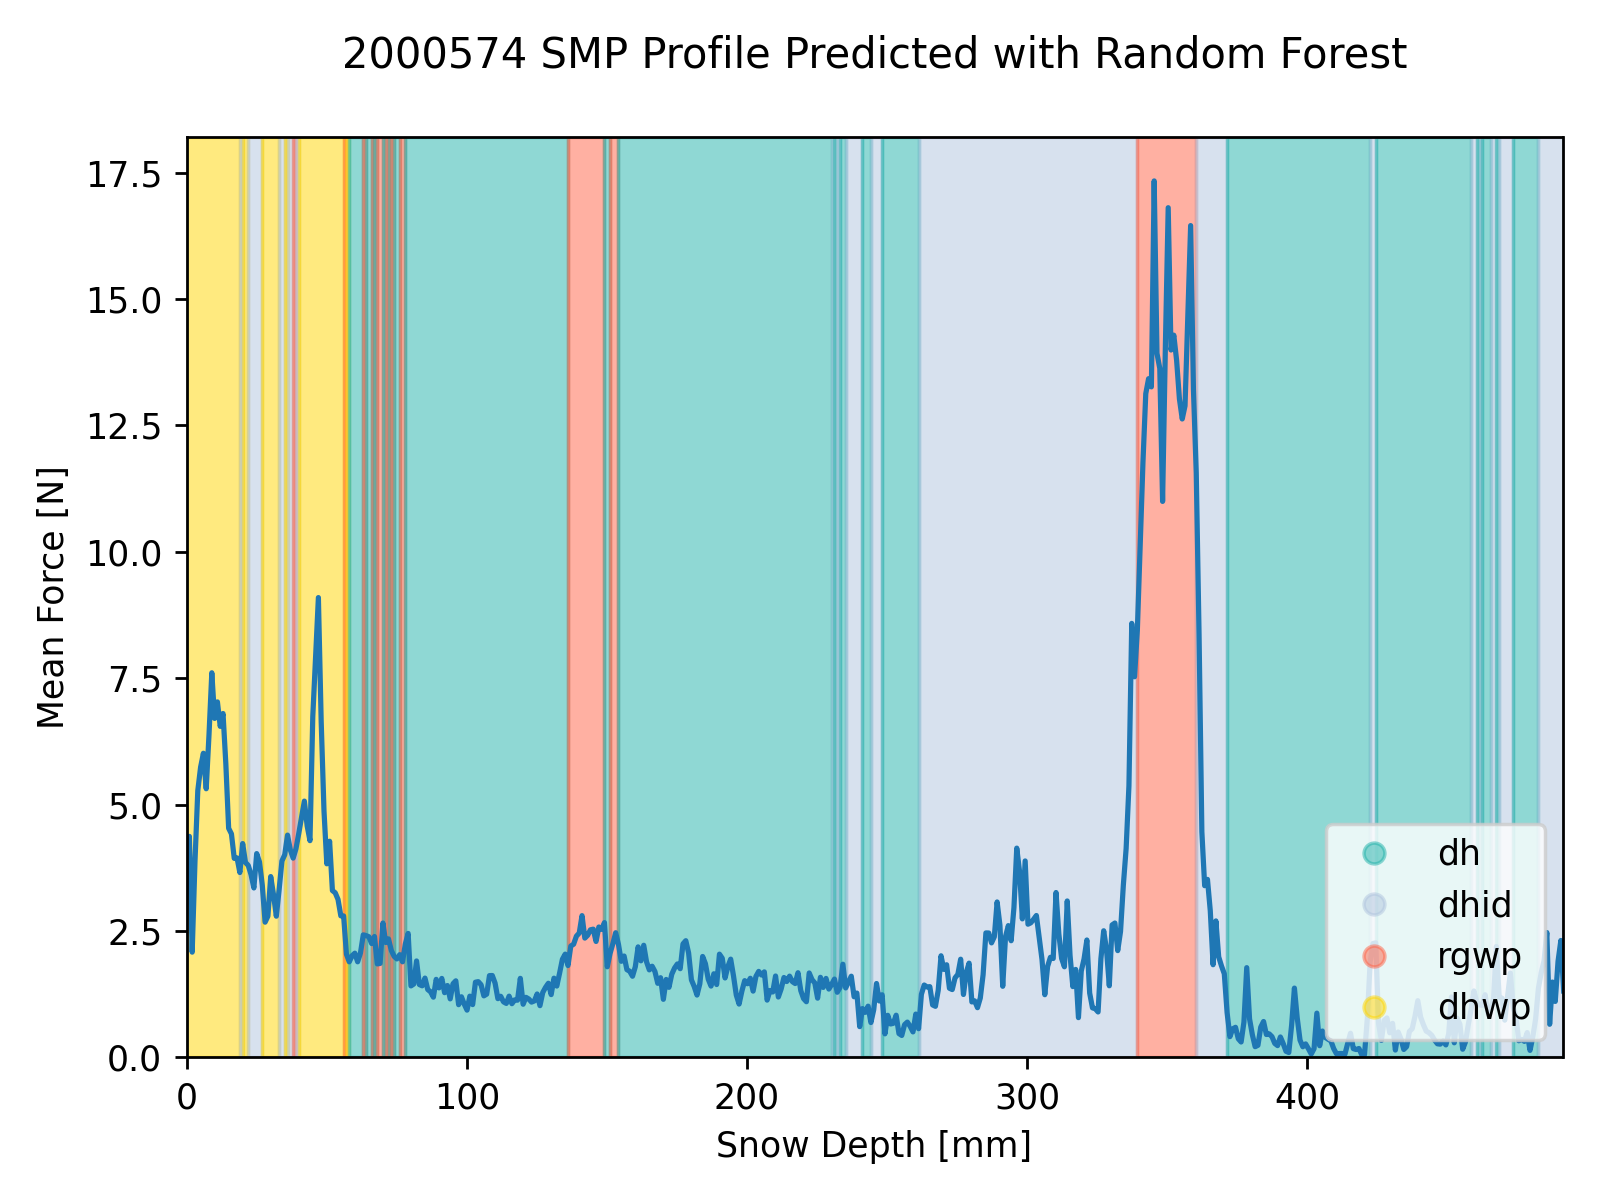 2000574 SMP Profile Predicted with Random Forest
17.5
15.0
12.5
10.0
7.5
5.0
2.5
0.0
Mean Force [N]
0 100 200 300 400
Snow Depth [mm]
dh
dhid
rgwp
dhwp